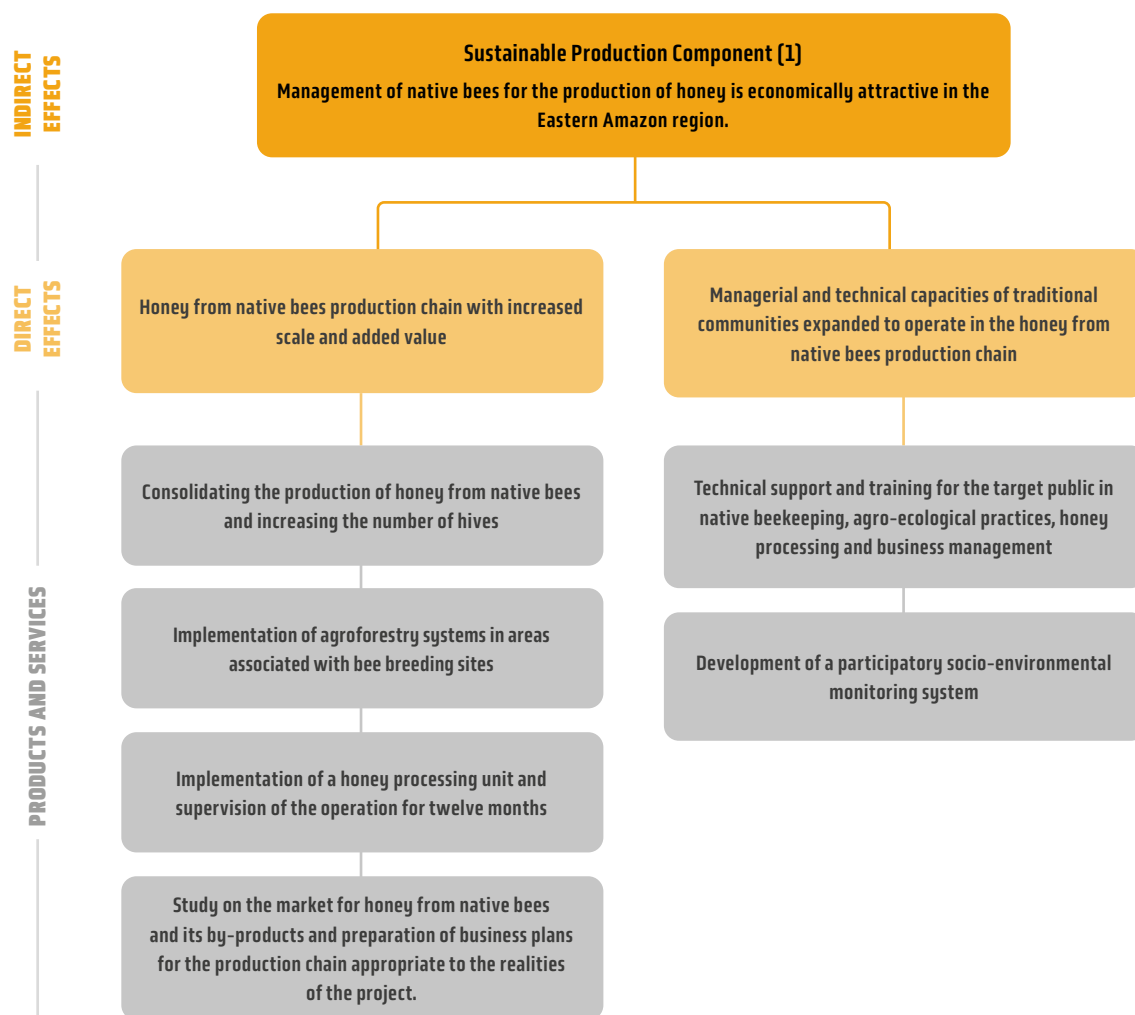 INDIRECT
EFFECTS
Sustainable Production Component (1)
Management of native bees for the production of honey is economically attractive in the
Eastern Amazon region.
DIRECT
EFFECTS
Honey from native bees production chain with increased
scale and added value
Managerial and technical capacities of traditional
communities expanded to operate in the honey from
native bees production chain
PRODUCTS AND SERVICES
Consolidating the production of honey from native bees
and increasing the number of hives
Implementation of agroforestry systems in areas
associated with bee breeding sites
Implementation of a honey processing unit and
supervision of the operation for twelve months
Study on the market for honey from native bees
and its by-products and preparation of business plans
for the production chain appropriate to the realities
of the project.
Technical support and training for the target public in
native beekeeping, agro-ecological practices, honey
processing and business management
Development of a participatory socio-environmental
monitoring system